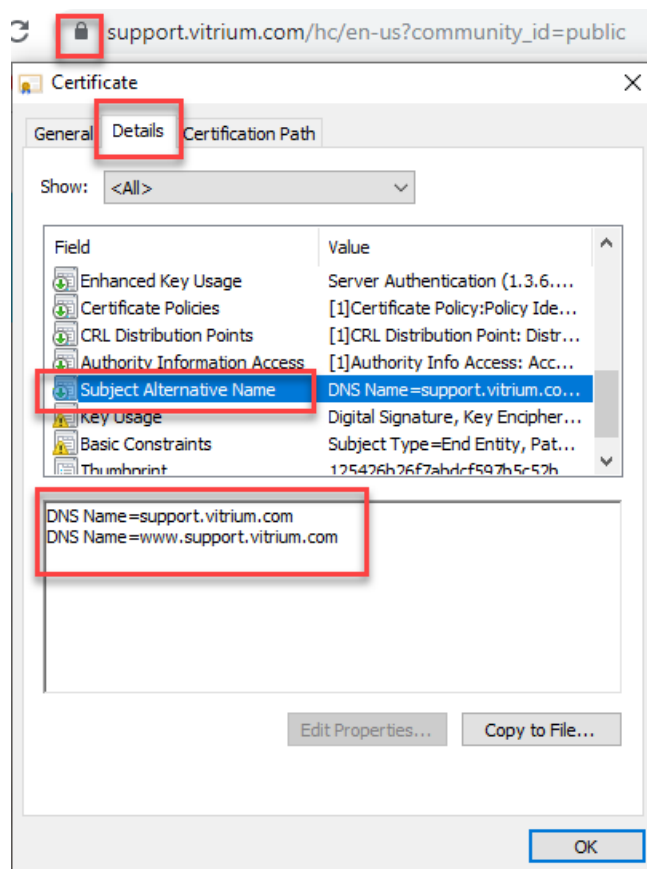 support.vitrium.com/hc/en-us?community_id=public
Certificate
General Details Certification Path
Show: <All>
Field Value
Enhanced Key Usage Server Authentication (1.3.6....
Certificate Policies [1]Certificate Policy:Policy Ide...
CRL Distribution Points [1]CRL Distribution Point: Distr...
Authority Information Access [1]Authority Info Access: Acc...
Subject Alternative Name DNS Name=support.vitrium.co...
Key Usage Digital Signature, Key Encipher...
Basic Constraints Subject Type=End Entity, Pat...
Thumbprint
DNS Name=support.vitrium.com
DNS Name=www.support.vitrium.com
Edit Properties... Copy to File...
OK